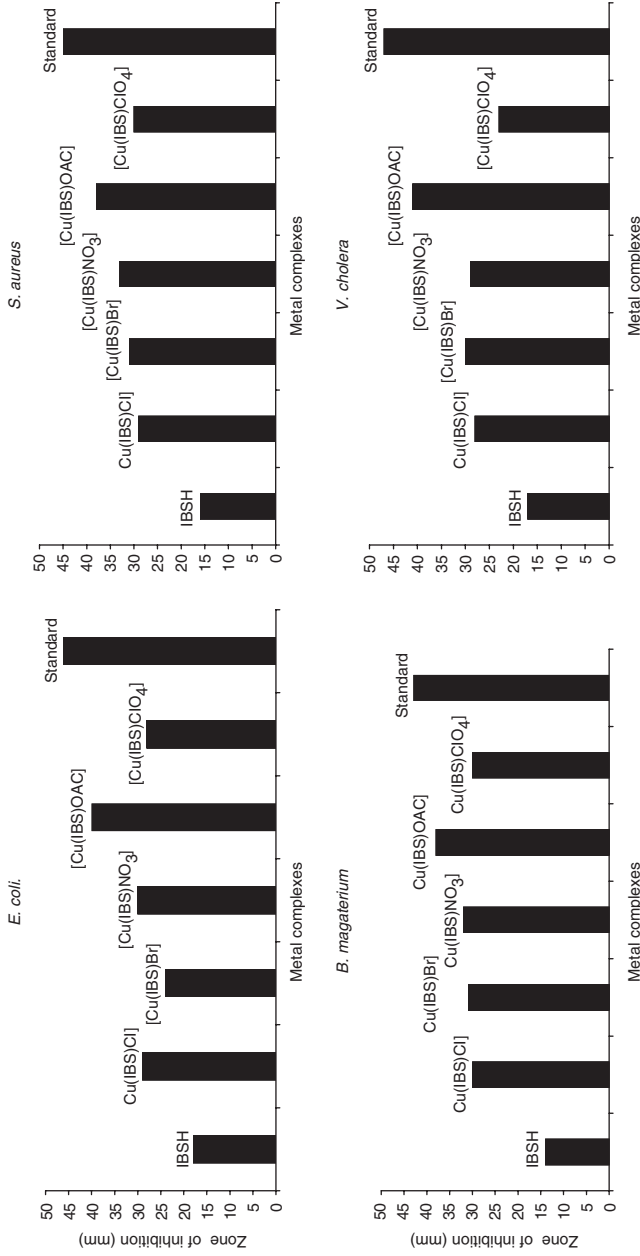 E. coli.
Zone of inhibition (mm)
50
45
40
35
30
25
20
15
10
5
0
IBSH
Cu(IBS)Cl]
[Cu(IBS)Br]
[Cu(IBS)NO3]
[Cu(IBS)OAC]
[Cu(IBS)ClO4]
Standard
Metal complexes
S. aureus
50
45
40
35
30
25
20
15
10
5
0
IBSH
Cu(IBS)Cl]
[Cu(IBS)Br]
[Cu(IBS)NO3]
[Cu(IBS)OAC]
[Cu(IBS)ClO4]
Standard
Metal complexes
B. magaterium
Zone of inhibition (mm)
50
45
40
35
30
25
20
15
10
5
0
IBSH
Cu(IBS)Cl]
Cu(IBS)Br]
Cu(IBS)NO3]
Cu(IBS)OAC]
Cu(IBS)ClO4]
Standard
Metal complexes
V. cholera
50
45
40
35
30
25
20
15
10
5
0
IBSH
Cu(IBS)Cl]
[Cu(IBS)Br]
[Cu(IBS)NO3]
[Cu(IBS)OAC]
[Cu(IBS)ClO4]
Standard
Metal complexes